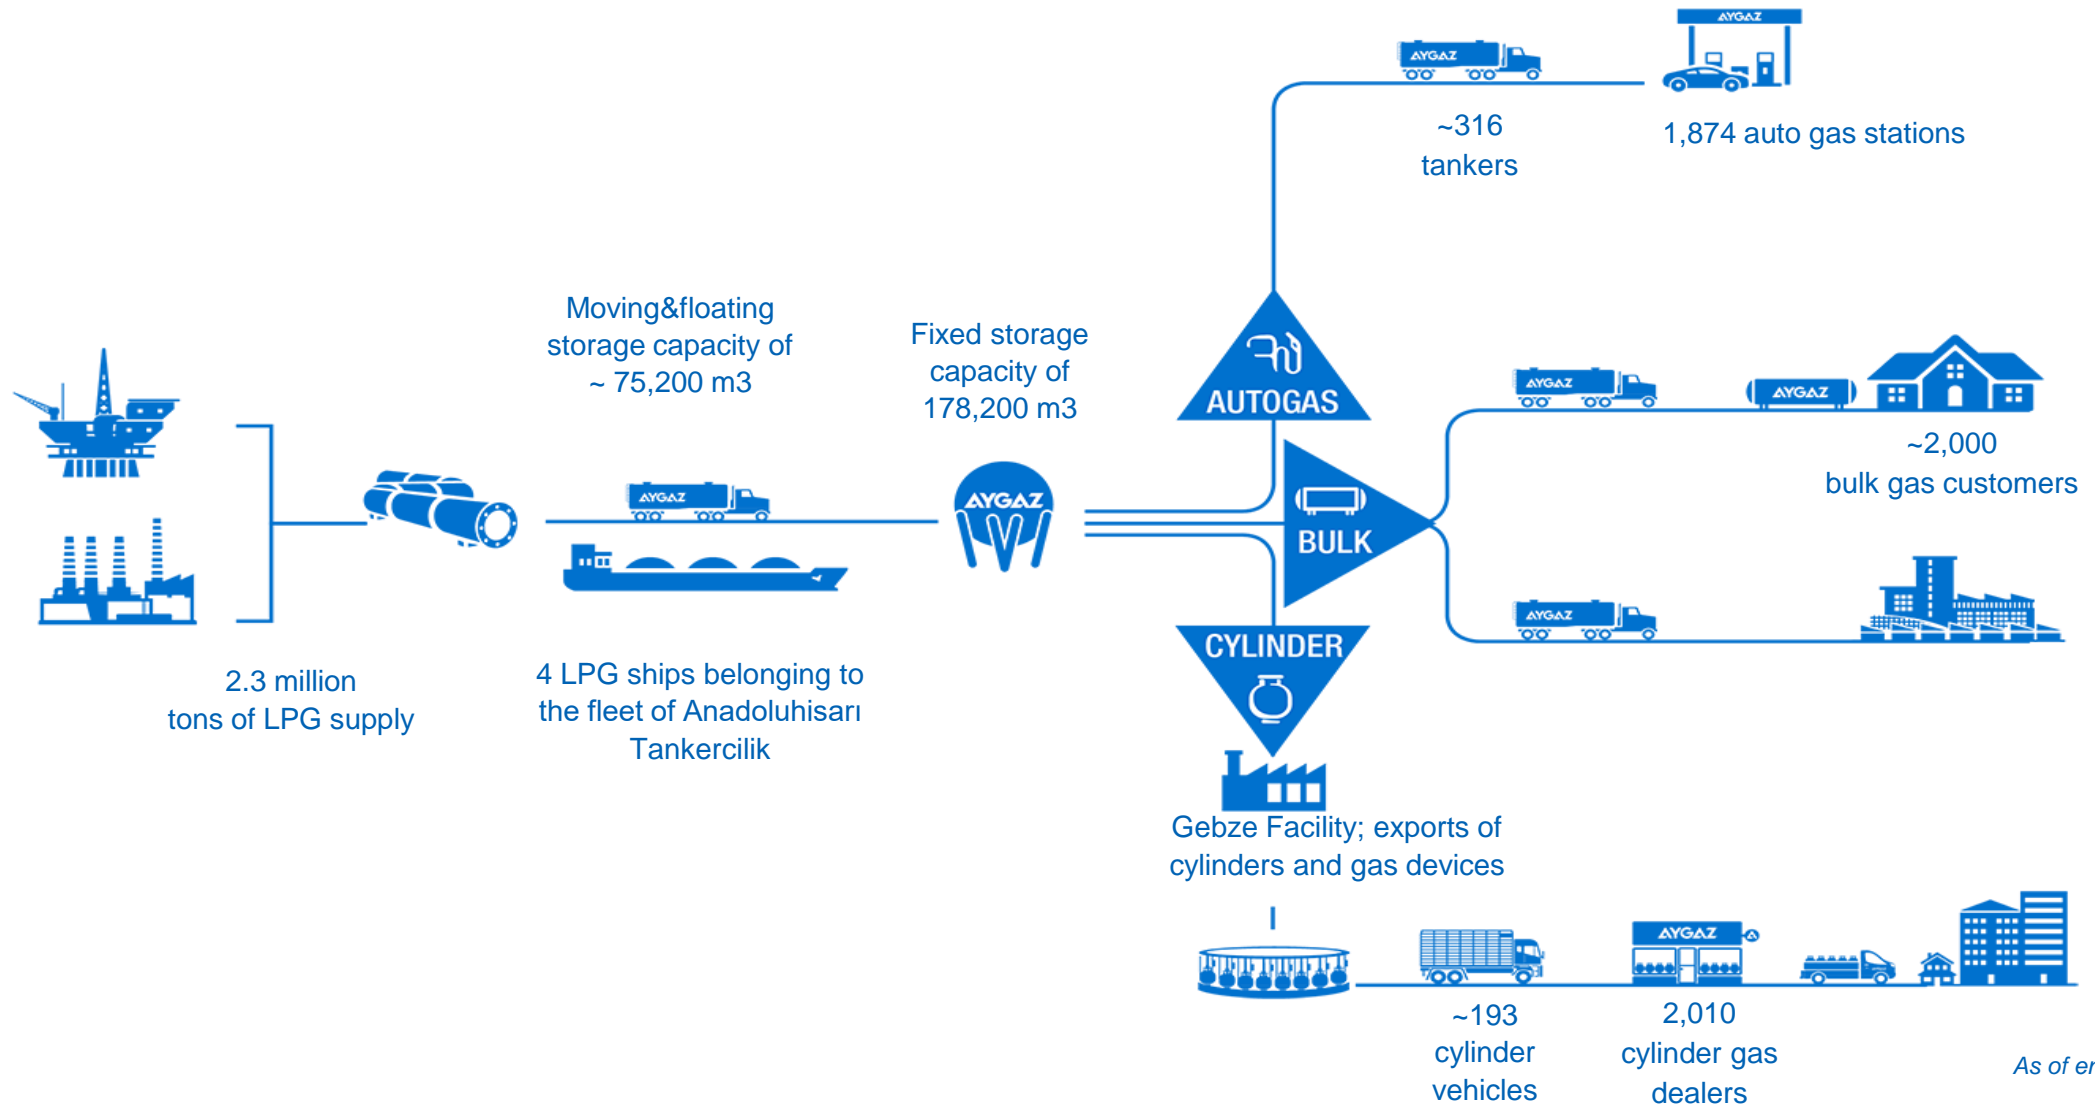 AYGAZ
AYGAZ
~316
tankers
1,874 auto gas stations
Moving&floating
storage capacity of
~ 75,200 m3
Fixed storage
capacity of
178,200 m3
AUTOGAS
AYGAZ
AYGAZ
~2,000
bulk gas customers
AYGAZ
AYGAZ
BULK
AYGAZ
CYLINDER
2.3 million
tons of LPG supply
4 LPG ships belonging to
the fleet of Anadoluhisarı
Tankercilik
Gebze Facility; exports of
cylinders and gas devices
AYGAZ
~193
cylinder
vehicles
2,010
cylinder gas
dealers
As of